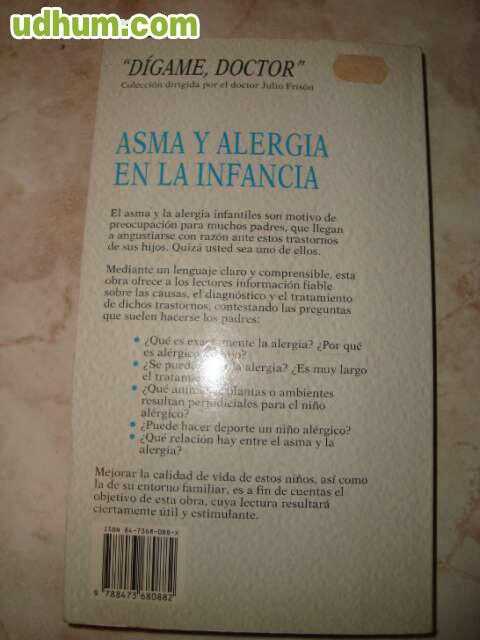 udhum.com
"DÍGAME, DOCTOR"
Colección dirigida por el doctor Julio Frisón
ASMA Y ALERGIA
EN LA INFANCIA
El asma y la alergia infantiles son motivo de
preocupación para muchos padres, que llegan
a angustiarse con razón ante estos trastornos
de sus hijos. Quizá usted sea uno de ellos.
Mediante un lenguaje claro y comprensible, esta
obra ofrece a los lectores información fiable
sobre las causas, el diagnóstico y el tratamiento
de dichos trastornos, contestando las preguntas
que suelen hacerse los padres:
• ¿Qué es la alergia? ¿Por qué
es alérgico
• ¿Se la alergia? ¿Es muy largo
el
• ¿Qué plantas o ambientes
resultan para el niño
alérgico?
• ¿Puede hacer deporte un niño alérgico?
• ¿Qué relación hay entre el asma y la
alergia?
Mejorar la calidad de vida de estos niños, así como
la de su entorno familiar, es a fin de cuentas el
objetivo de esta obra, cuya lectura resultará
ciertamente útil y estimulante.
ISBN 84-7368-088-X
9 788473 680882